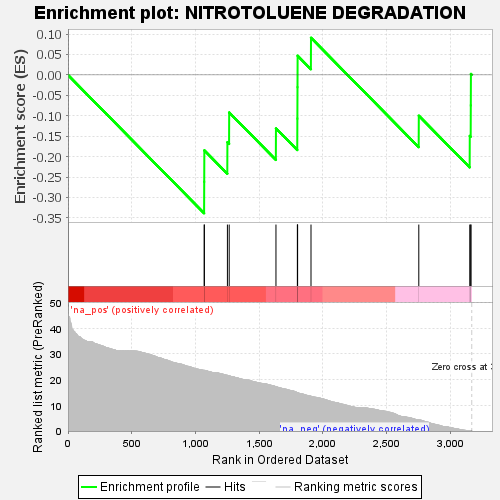 Enrichment plot: NITROTOLUENE DEGRADATION
Enrichment score (ES)
0.10
0.05
0.00
-0.05
-0.10
-0.15
-0.20
-0.25
-0.30
-0.35
'na_pos' (positively correlated)
Ranked list metric (PreRanked)
50
40
30
20
10
0
Zero cross at 3
'na_neg' (negatively correlated)
0
500
1,000
1,500
2,000
2,500
3,000
Rank in Ordered Dataset
Enrichment profile
Hits
Ranking metric scores